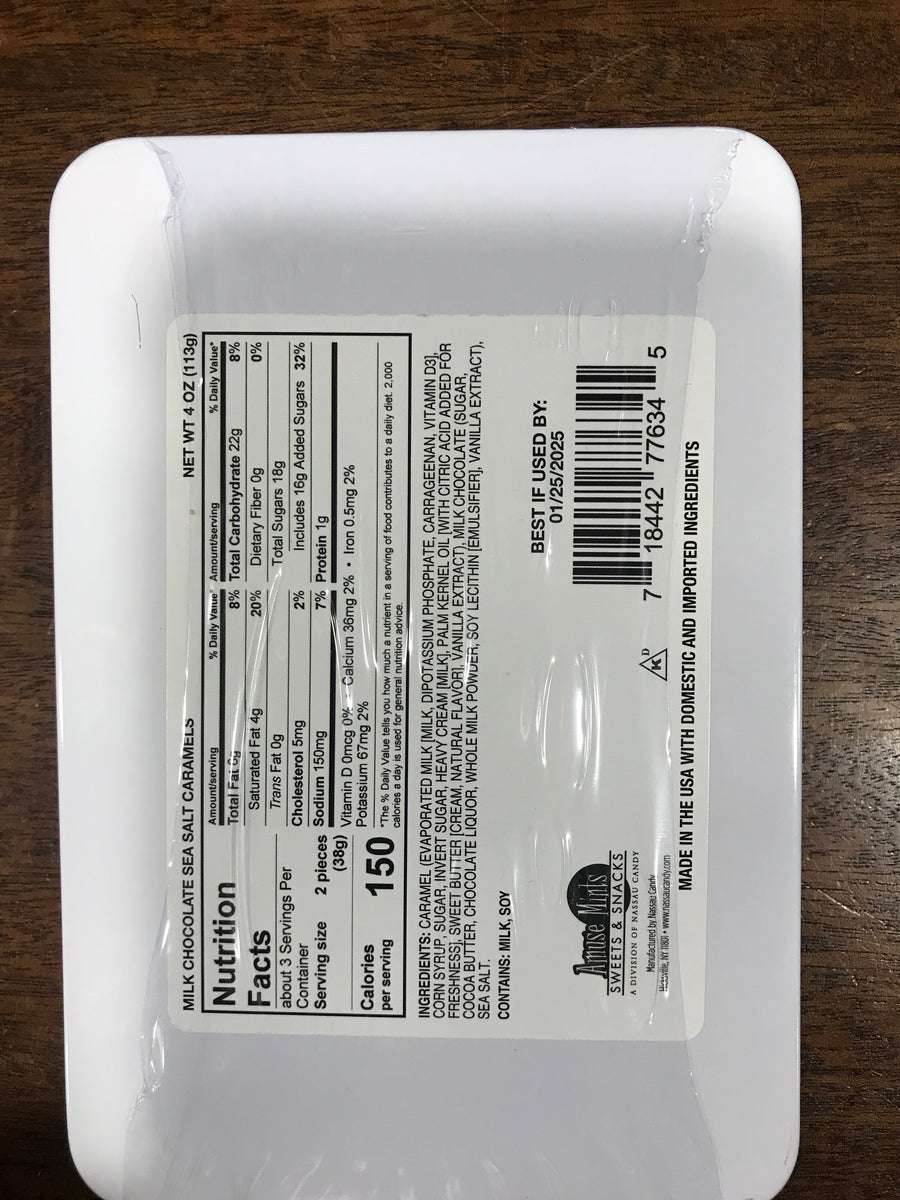 MILK CHOCOLATE SEA SALT CARAMELS NET WT 4 OZ (113g)
Nutrition
Facts
about 3 Servings Per
Container
Serving size 2 pieces
(38g)
Calories
per serving 150
Amount/serving % Daily Value* Amount/serving % Daily Value*
Total Fat 8% Total Carbohydrate 22g 8%
Saturated Fat 4g 20% Dietary Fiber 0g 0%
Trans Fat 0g Total Sugars 18g
Cholesterol 5mg 2% Includes 16g Added Sugars 32%
Sodium 150mg 7% Protein 1g
Vitamin D 0mcg 0% • Calcium 36mg 2% • Iron 0.5mg 2%
Potassium 67mg 2%
*The % Daily Value tells you how much a nutrient in a serving of food contributes to a daily diet. 2,000
calories a day is used for general nutrition advice.
INGREDIENTS: CARAMEL (EVAPORATED MILK [MILK, DIPOTASSIUM PHOSPHATE, CARRAGEENAN, VITAMIN D3],
CORN SYRUP, SUGAR, INVERT SUGAR, HEAVY CREAM [MILK], PALM KERNEL OIL [WITH CITRIC ACID ADDED FOR
FRESHNESS], SWEET BUTTER [CREAM, NATURAL FLAVOR], VANILLA EXTRACT), MILK CHOCOLATE (SUGAR,
COCOA BUTTER, CHOCOLATE LIQUOR, WHOLE MILK POWDER, SOY LECITHIN [EMULSIFIER], VANILLA EXTRACT),
SEA SALT.
CONTAINS: MILK, SOY
BEST IF USED BY:
01/25/2025
7 18442 77634 5
K D
Amuse Mints
SWEETS & SNACKS
A DIVISION OF NASSAU CANDY
Manufactured by Nassau Candy
Hicksville, NY 11801 • www.nassaucandy.com
MADE IN THE USA WITH DOMESTIC AND IMPORTED INGREDIENTS